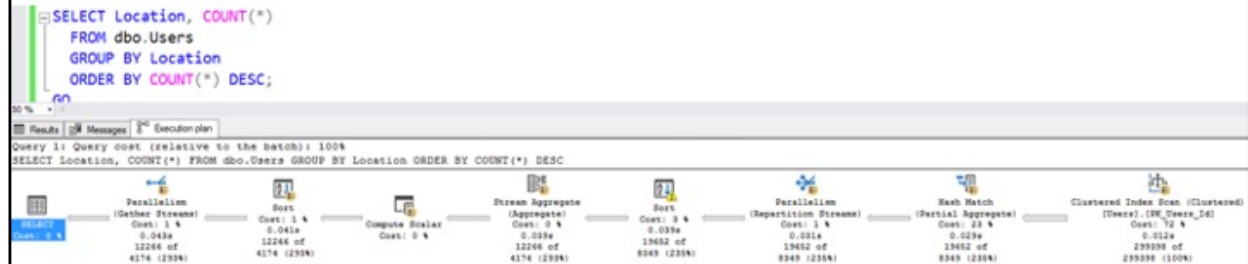 SELECT Location, COUNT(*)
FROM dbo.Users
GROUP BY Location
ORDER BY COUNT(*) DESC;
GO
50 %
Results Messages Execution plan
Query 1: Query cost (relative to the batch): 100%
SELECT Location, COUNT(*) FROM dbo.Users GROUP BY Location ORDER BY COUNT(*) DESC
SELECT
Cost: 0 %
Parallelism
(Gather Streams)
Cost: 1 %
0.043s
12266 of
4174 (293%)
Sort
Cost: 1 %
0.041s
12266 of
4174 (293%)
Compute Scalar
Cost: 0 %
Stream Aggregate
(Aggregate)
Cost: 0 %
0.039s
12266 of
4174 (293%)
Sort
Cost: 3 %
0.039s
19652 of
8349 (235%)
Parallelism
(Repartition Streams)
Cost: 1 %
0.031s
19652 of
8349 (235%)
Hash Match
(Partial Aggregate)
Cost: 23 %
0.029s
19652 of
8349 (235%)
Clustered Index Scan (Clustered)
[Users].[PK_Users_Id]
Cost: 72 %
0.012s
299398 of
299398 (100%)